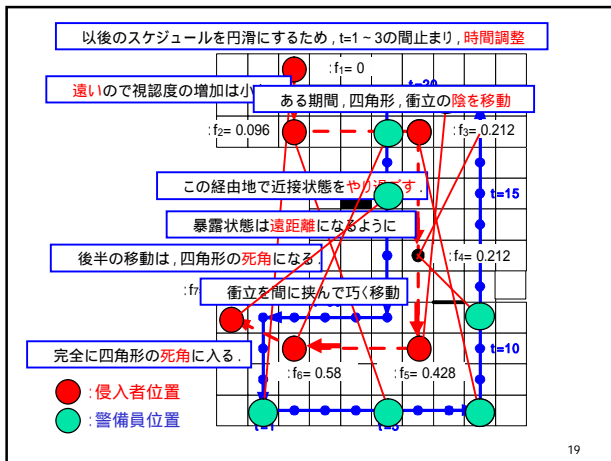 以後のスケジュールを円滑にするため，t=1～3の間止まり，時間調整
:f1= 0
遠いので視認度の増加は小
ある期間，四角形，衝立の陰を移動
:f2= 0.096
:f3= 0.212
この経由地で近接状態をやり過ごす．
t=15
暴露状態は遠距離になるように
後半の移動は，四角形の死角になる．
:f4= 0.212
衝立を間に挟んで巧く移動
完全に四角形の死角に入る．
t=10
:f6= 0.58
:f5= 0.428
:侵入者位置
:警備員位置
19